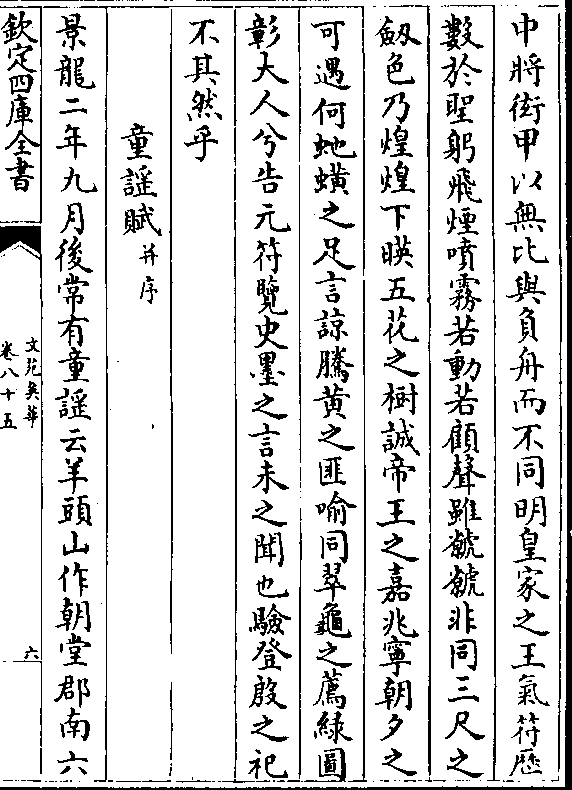 中將銜甲以無比與負舟而不同明皇家之王氣符歷
數於聖躬飛煙噴霧若動若顧聲雖虩虩非同三尺之
劔色乃煌煌下暎五花之樹誠帝王之嘉兆寧朝夕之
可遇何虵蟥之足言諒騰黄之匪喻同翠龜之薦緑圖
彰大人兮告元符覽史墨之言未之聞也驗登殷之祀
不其然乎
童謡賦并序
景龍二年九月後常有童謡云羊頭山作朝堂郡南六
欽定四庫全書
文苑英華
卷八十五
六